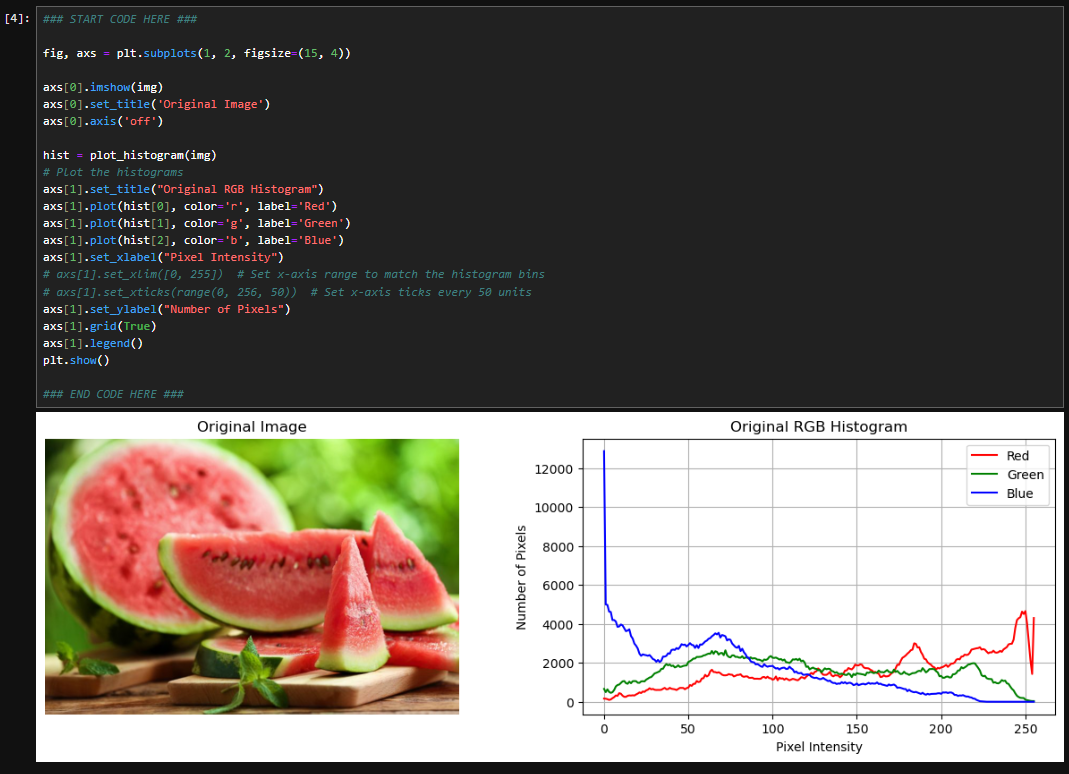 [4]: ### START CODE HERE ###
fig, axs = plt.subplots(1, 2, figsize=(15, 4))
axs[0].imshow(img)
axs[0].set_title('Original Image')
axs[0].axis('off')
hist = plot_histogram(img)
# Plot the histograms
axs[1].set_title("Original RGB Histogram")
axs[1].plot(hist[0], color='r', label='Red')
axs[1].plot(hist[1], color='g', label='Green')
axs[1].plot(hist[2], color='b', label='Blue')
axs[1].set_xlabel("Pixel Intensity")
# axs[1].set_xlim([0, 255])  # Set x-axis range to match the histogram bins
# axs[1].set_xticks(range(0, 256, 50))  # Set x-axis ticks every 50 units
axs[1].set_ylabel("Number of Pixels")
axs[1].grid(True)
axs[1].legend()
plt.show()
### END CODE HERE ###
Original Image
Original RGB Histogram
Red
Green
Blue
Number of Pixels
12000
10000
8000
6000
4000
2000
0
0 50 100 150 200 250
Pixel Intensity